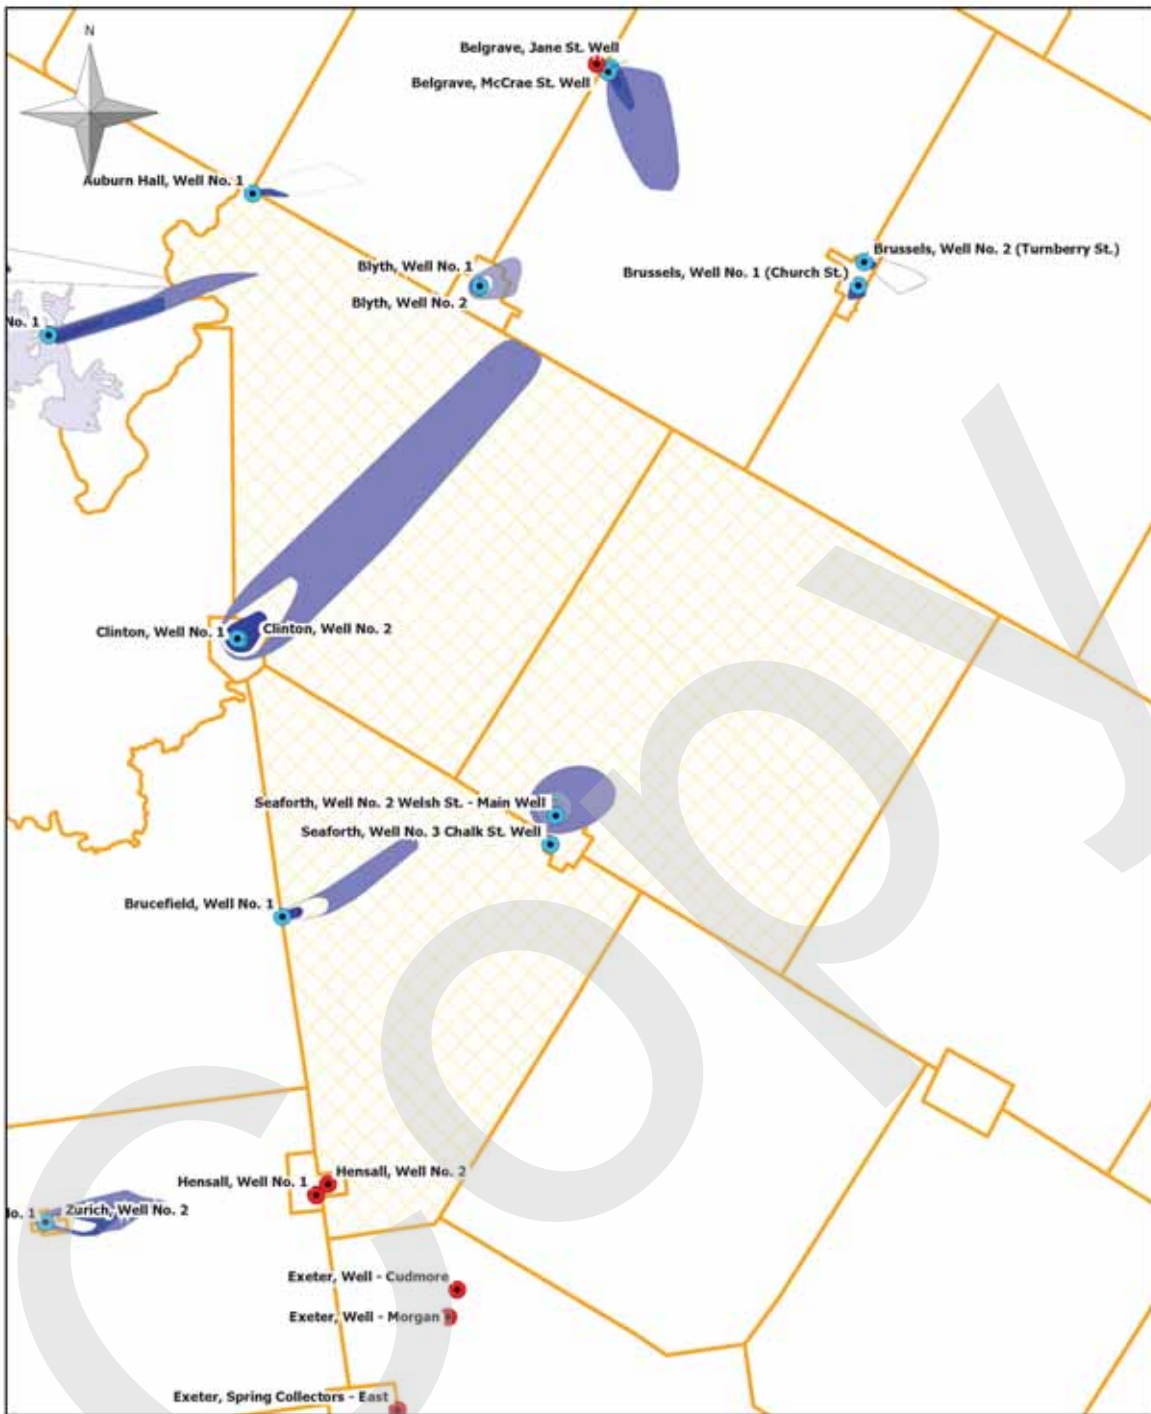 N
Belgrave, Jane St. Well
Belgrave, McCrae St. Well
Auburn Hall, Well No. 1
Brussels, Well No. 2 (Turnberry St.)
Blyth, Well No. 1
Brussels, Well No. 1 (Church St.)
Blyth, Well No. 2
No. 1
Clinton, Well No. 1
Clinton, Well No. 2
Seaforth, Well No. 2 Welsh St. - Main Well
Seaforth, Well No. 3 Chalk St. Well
Brucefield, Well No. 1
Hensall, Well No. 2
Hensall, Well No. 1
No. 1
Zurich, Well No. 2
Exeter, Well - Cudmore
Exeter, Well - Morgan
Exeter, Spring Collectors - East
Copy